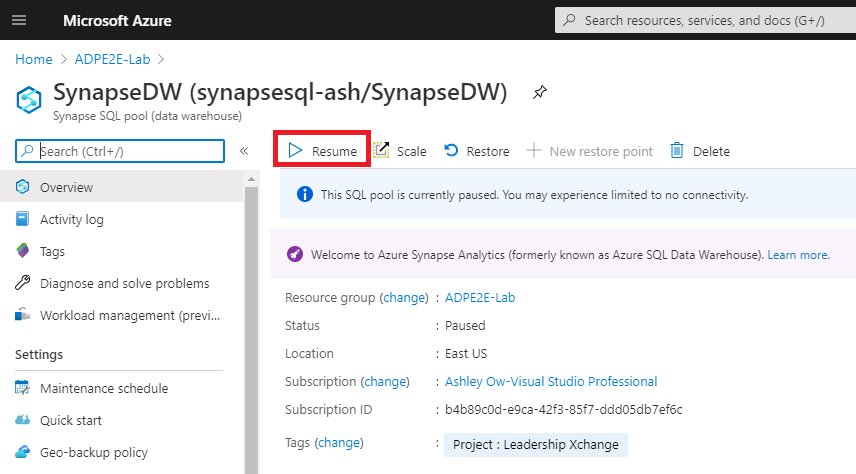 Microsoft Azure
Search resources, services, and docs (G+/)
Home > ADPE2E-Lab >
SynapseDW (synapsesql-ash/SynapseDW)
Synapse SQL pool (data warehouse)
Search (Ctrl+/)
«
Resume
Scale
Restore
New restore point
Delete
Overview
Activity log
Tags
Diagnose and solve problems
Workload management (previ...
Settings
Maintenance schedule
Quick start
Geo-backup policy
This SQL pool is currently paused. You may experience limited to no connectivity.
Welcome to Azure Synapse Analytics (formerly known as Azure SQL Data Warehouse). Learn more.
Resource group (change) : ADPE2E-Lab
Status : Paused
Location : East US
Subscription (change) : Ashley Ow-Visual Studio Professional
Subscription ID : b4b89c0d-e9ca-42f3-85f7-ddd05db7ef6c
Tags (change) : Project : Leadership Xchange